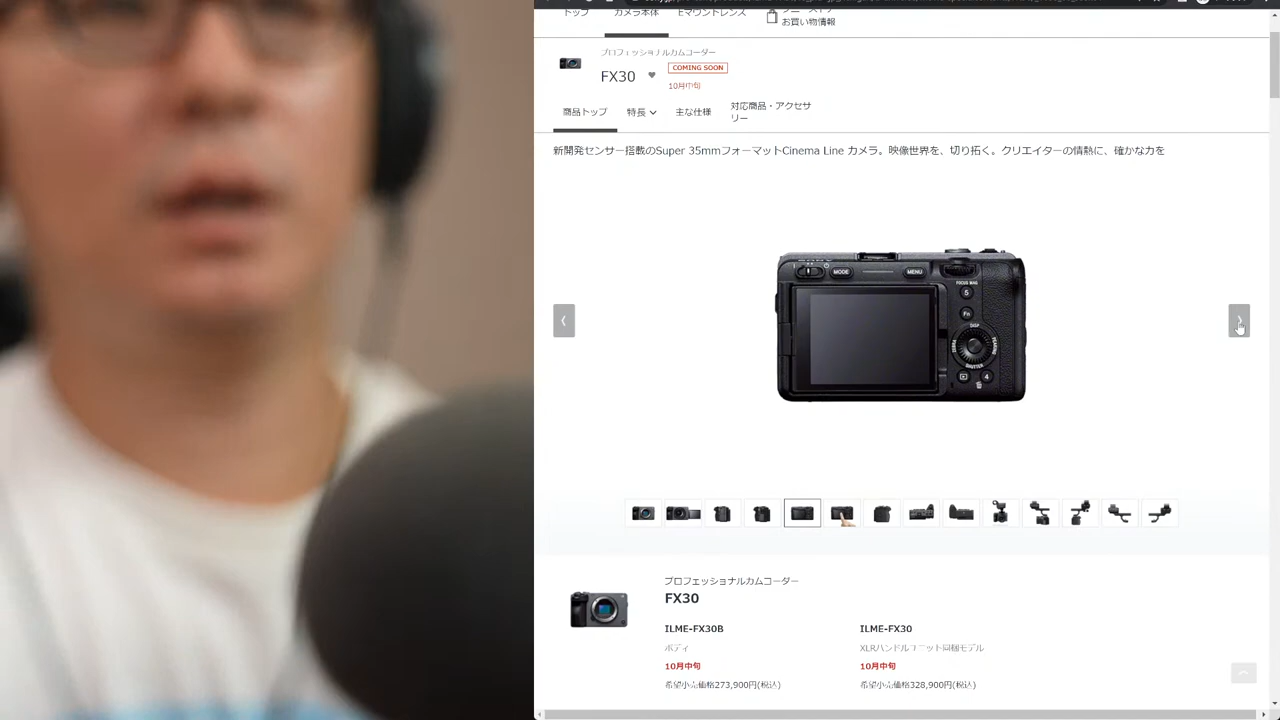 トップ
カメラ本体
Eマウントレンズ
お買い物情報
プロフェッショナルカムコーダー
FX30
COMING SOON
10月中旬
商品トップ
特長
主な仕様
対応商品・アクセサ
リー
新開発センサー搭載のSuper 35mmフォーマットCinema Line カメラ。映像世界を、切り拓く。クリエイターの情熱に、確かな力を
MODE
MENU
FOCUS MAG
5
Fn
DISP
4
プロフェッショナルカムコーダー
FX30
ILME-FX30B
ボディ
10月中旬
希望小売価格273,900円(税込)
ILME-FX30
XLRハンドルユニット同梱モデル
10月中旬
希望小売価格328,900円(税込)